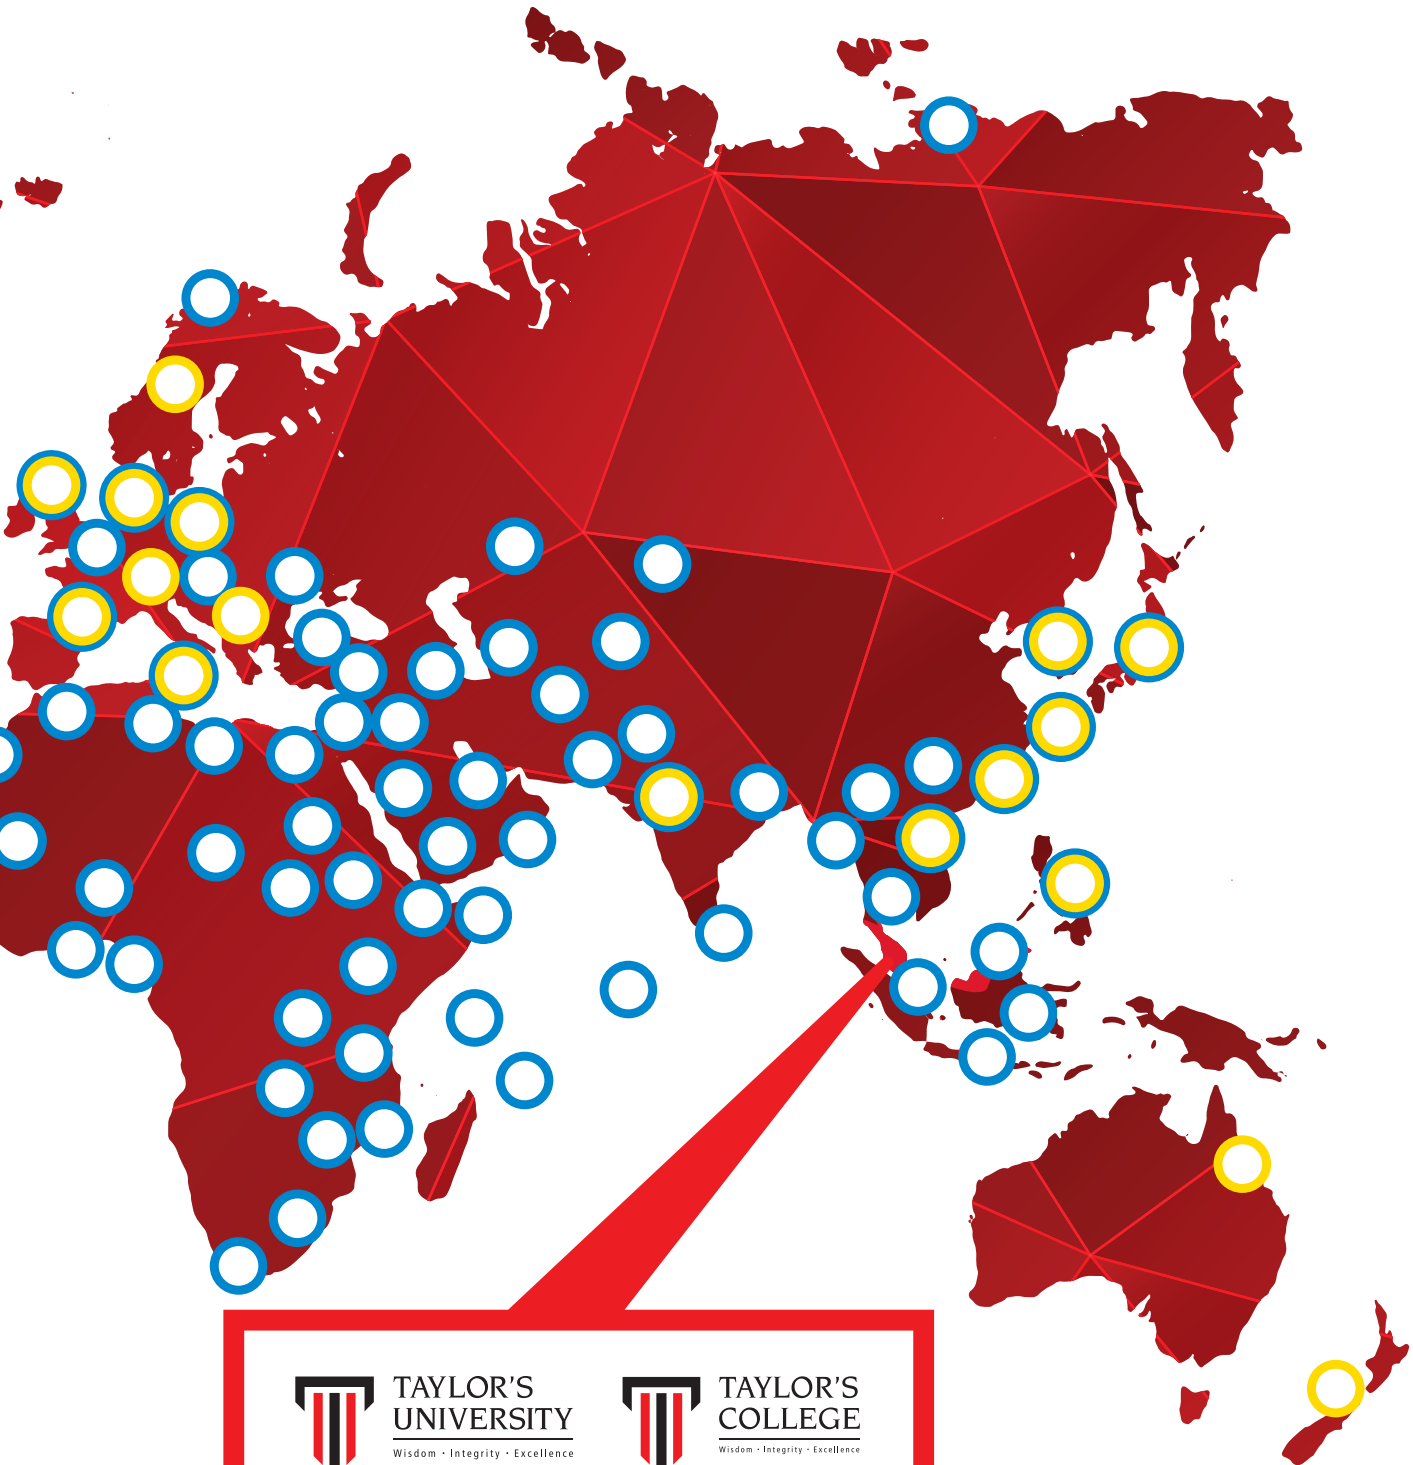 TAYLOR'S
UNIVERSITY
Wisdom · Integrity · Excellence
TAYLOR'S
COLLEGE
Wisdom · Integrity · Excellence